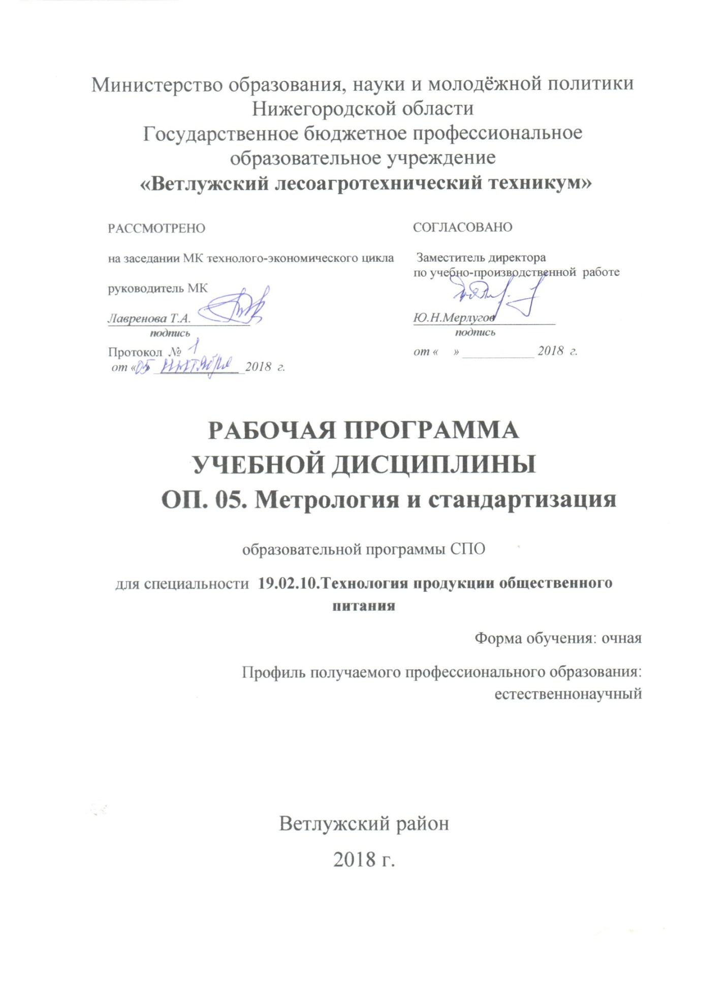 Министерство образования, науки и молодёжной политики
Нижегородской области
Государственное бюджетное профессиональное
образовательное учреждение
«Ветлужский лесоагротехнический техникум»
РАССМОТРЕНО
на заседании МК технолого-экономического цикла
руководитель МК
Лавренова Т.А.
подпись
Протокол № 1
от «05» сентября 2018 г.
СОГЛАСОВАНО
Заместитель директора
по учебно-производственной работе
Ю.Н.Мерлугов
подпись
от « » ____________ 2018 г.
РАБОЧАЯ ПРОГРАММА
УЧЕБНОЙ ДИСЦИПЛИНЫ
ОП. 05. Метрология и стандартизация
образовательной программы СПО
для специальности 19.02.10.Технология продукции общественного
питания
Форма обучения: очная
Профиль получаемого профессионального образования:
естественнонаучный
Ветлужский район
2018 г.